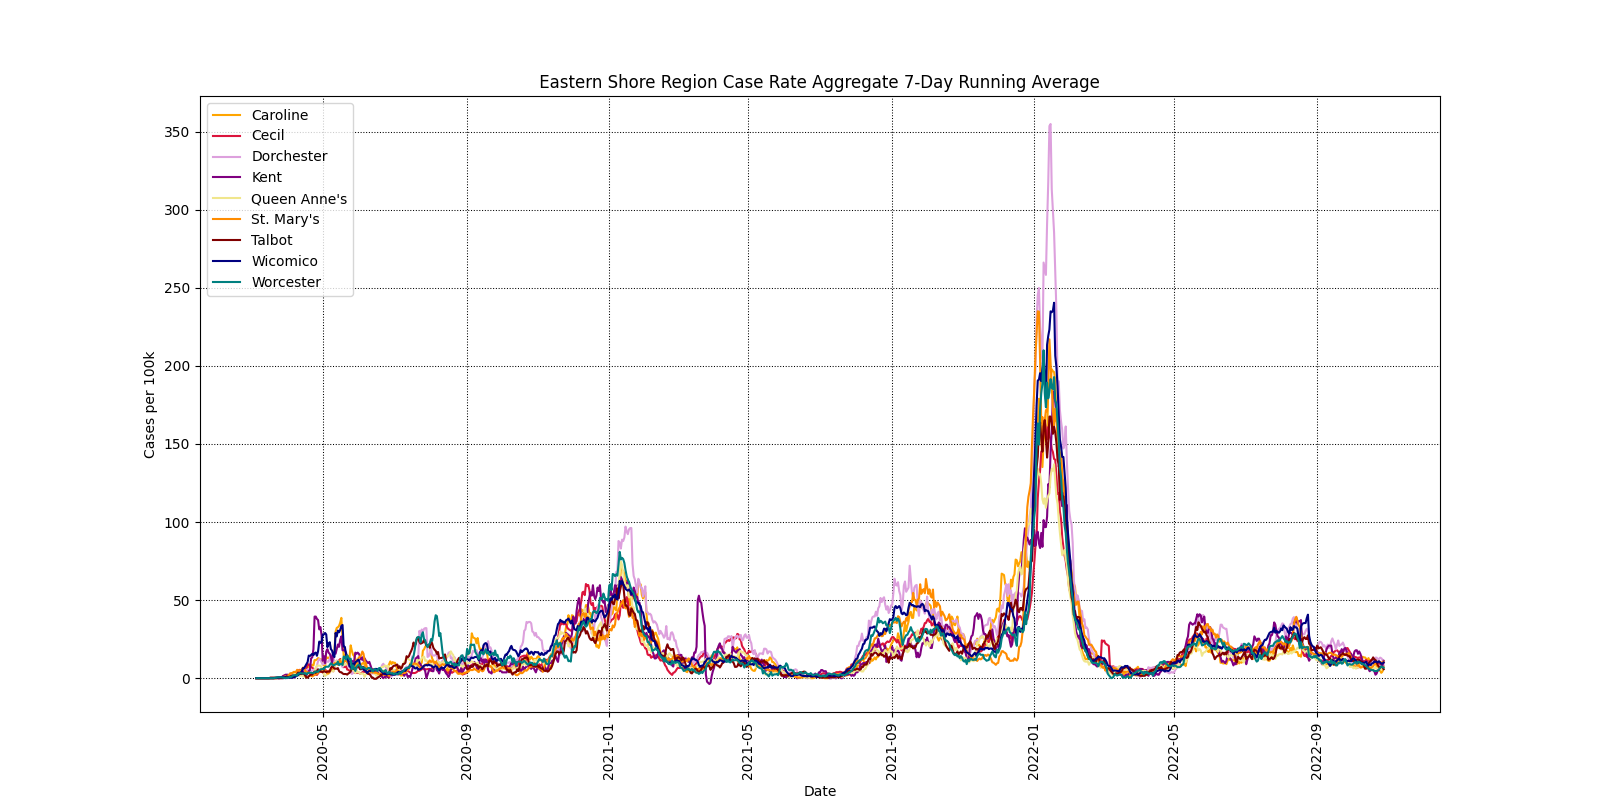 Eastern Shore Region Case Rate Aggregate 7-Day Running Average
Caroline
Cecil
Dorchester
Kent
Queen Anne's
St. Mary's
Talbot
Wicomico
Worcester
350
300
250
200
150
100
50
0
Cases per 100k
2020-05
2020-09
2021-01
2021-05
2021-09
2022-01
2022-05
2022-09
Date